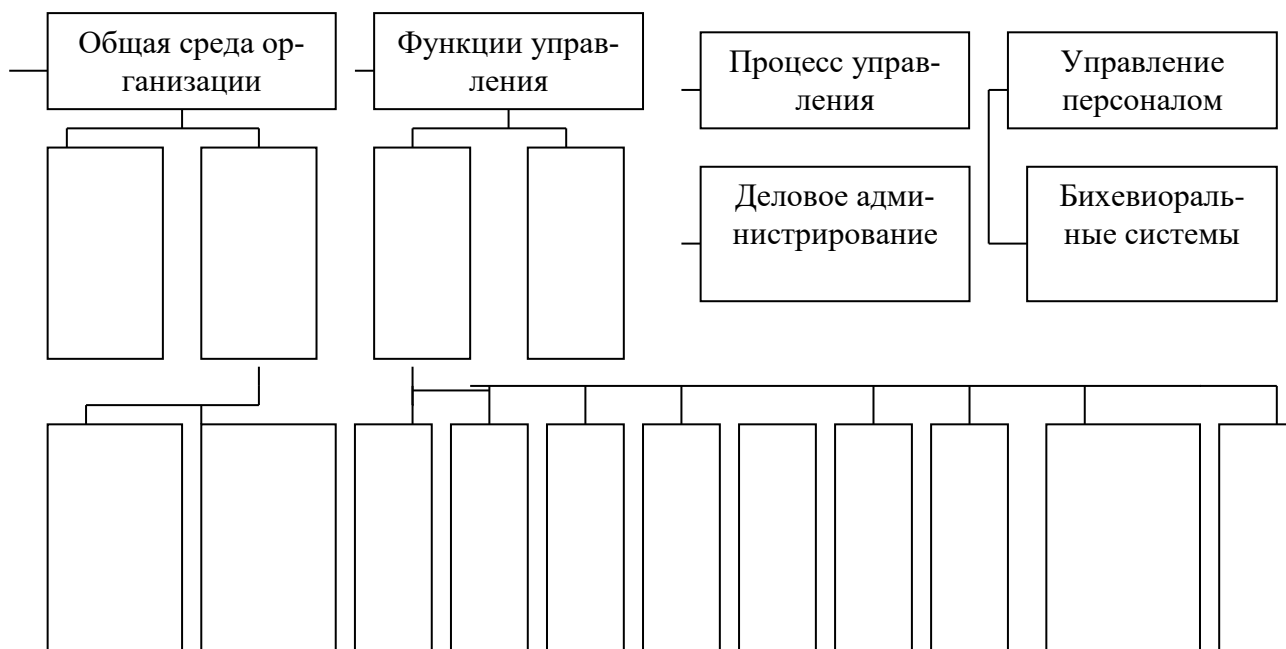 Общая среда ор-
ганизации
Функции управ-
ления
Процесс управ-
ления
Управление
персоналом
Деловое адми-
нистрирование
Бихевиораль-
ные системы